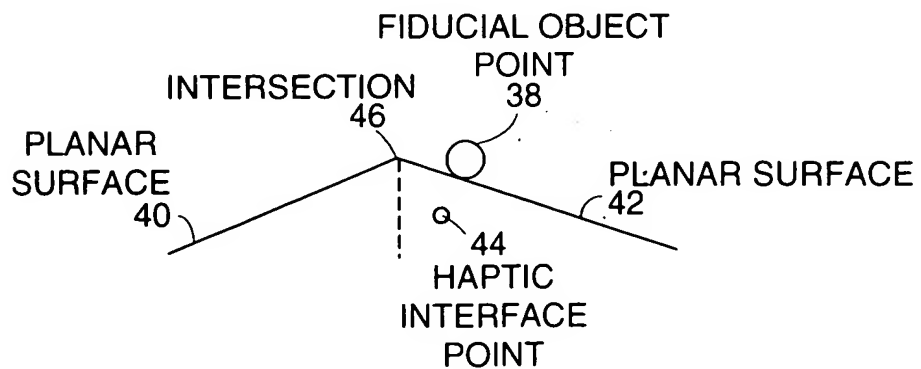 FIDUCIAL OBJECT
POINT
38
INTERSECTION
46
PLANAR
SURFACE
40
PLANAR SURFACE
42
44
HAPTIC
INTERFACE
POINT